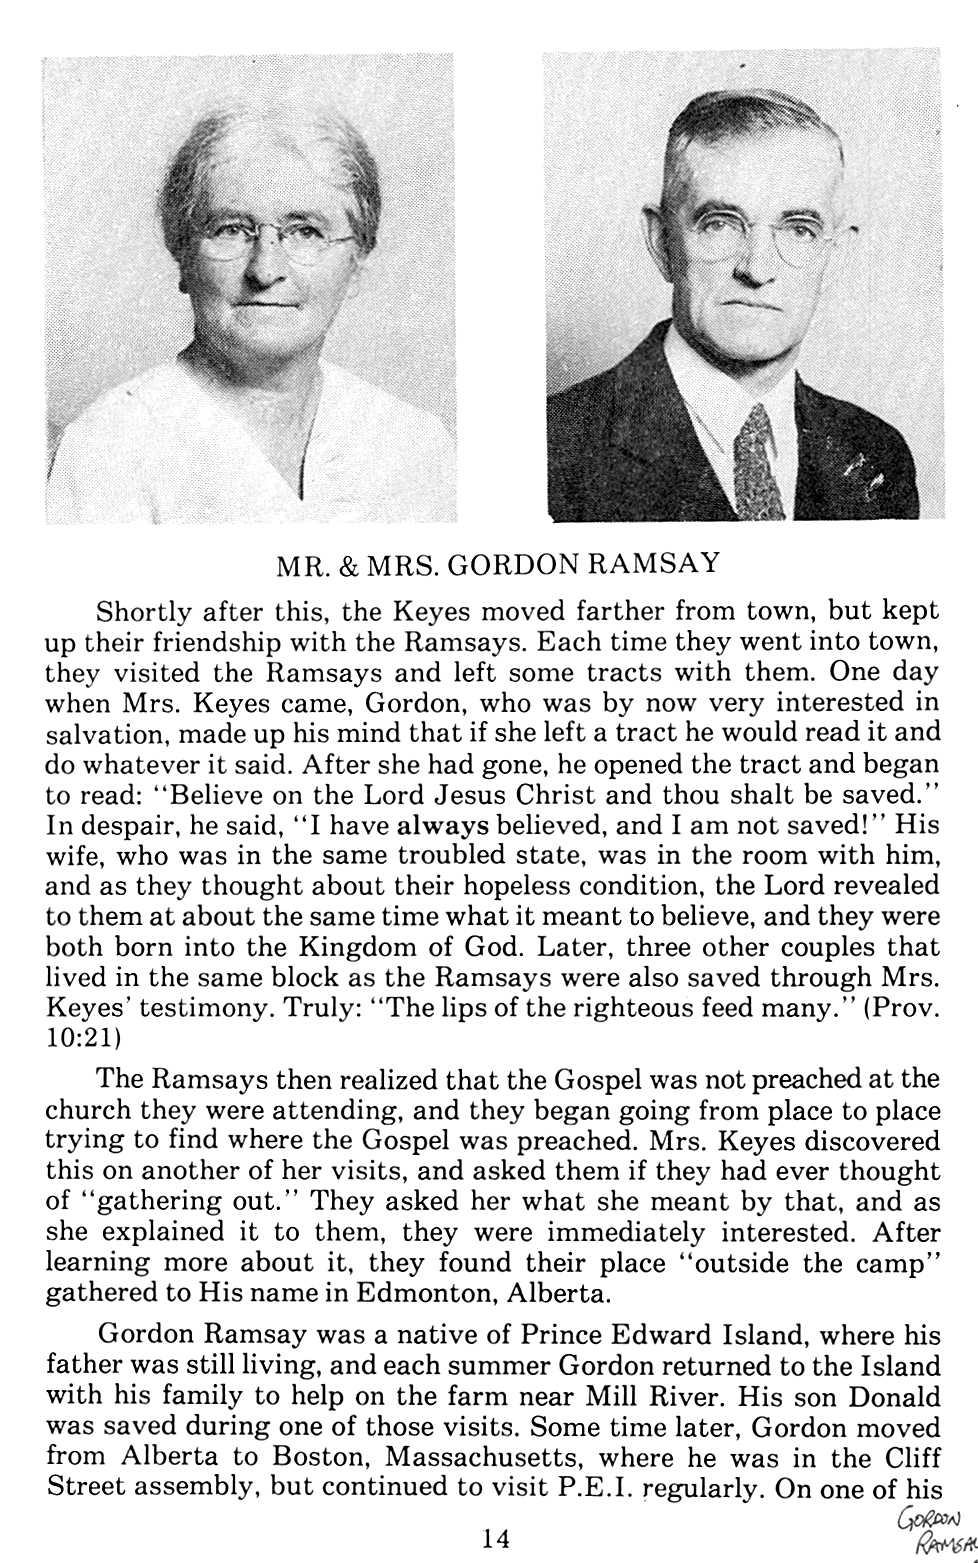 MR. & MRS. GORDON RAMSAY
Shortly after this, the Keyes moved farther from town, but kept
up their friendship with the Ramsays. Each time they went into town,
they visited the Ramsays and left some tracts with them. One day
when Mrs. Keyes came, Gordon, who was by now very interested in
salvation, made up his mind that if she left a tract he would read it and
do whatever it said. After she had gone, he opened the tract and began
to read: “Believe on the Lord Jesus Christ and thou shalt be saved.”
In despair, he said, “I have always believed, and I am not saved!” His
wife, who was in the same troubled state, was in the room with him,
and as they thought about their hopeless condition, the Lord revealed
to them at about the same time what it meant to believe, and they were
both born into the Kingdom of God. Later, three other couples that
lived in the same block as the Ramsays were also saved through Mrs.
Keyes’ testimony. Truly: “The lips of the righteous feed many.” (Prov.
10:21)
The Ramsays then realized that the Gospel was not preached at the
church they were attending, and they began going from place to place
trying to find where the Gospel was preached. Mrs. Keyes discovered
this on another of her visits, and asked them if they had ever thought
of “gathering out.” They asked her what she meant by that, and as
she explained it to them, they were immediately interested. After
learning more about it, they found their place “outside the camp”
gathered to His name in Edmonton, Alberta.
Gordon Ramsay was a native of Prince Edward Island, where his
father was still living, and each summer Gordon returned to the Island
with his family to help on the farm near Mill River. His son Donald
was saved during one of those visits. Some time later, Gordon moved
from Alberta to Boston, Massachusetts, where he was in the Cliff
Street assembly, but continued to visit P.E.I. regularly. On one of his
14
GORDON
RAMSAY